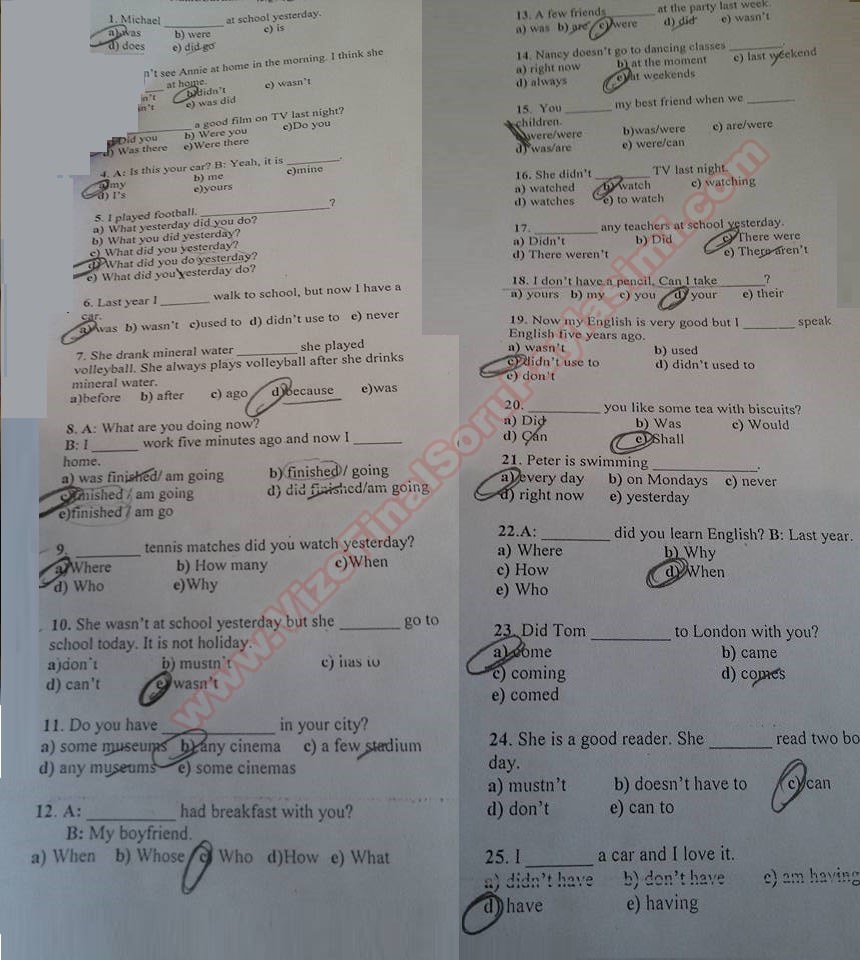 1. Michael ________ at school yesterday.
a) was b) were c) is
d) does e) did go
n't see Annie at home in the morning. I think she
____ at home.
in't b)didn't c) wasn't
n't e) was did
________ a good film on TV last night?
Did you b) Were you c)Do you
d) Was there e)Were there
4. A: Is this your car? B: Yeah, it is ________.
a)my b) me c)mine
d) I's e)yours
5. I played football. ________________?
a) What yesterday did you do?
b) What you did yesterday?
c) What did you yesterday?
d) What did you do yesterday?
e) What did you yesterday do?
6. Last year I _______ walk to school, but now I have a
car.
a) was b) wasn't c)used to d) didn't use to e) never
7. She drank mineral water ________ she played
volleyball. She always plays volleyball after she drinks
mineral water.
a)before b) after c) ago d)because e)was
8. A: What are you doing now?
B: I ______ work five minutes ago and now I ______
home.
a) was finished/ am going b) finished / going
c)finished / am going d) did finished/am going
e)finished / am go
9. ________ tennis matches did you watch yesterday?
a)Where b) How many c)When
d) Who e)Why
10. She wasn't at school yesterday but she _______ go to
school today. It is not holiday.
a)don't b) mustn't c) has to
d) can't e) wasn't
11. Do you have ____________ in your city?
a) some museums b) any cinema c) a few stadium
d) any museums e) some cinemas
12. A: __________ had breakfast with you?
B: My boyfriend.
a) When b) Whose c) Who d)How e) What
13. A few friends ______ at the party last week.
a) was b) are c) were d) did e) wasn't
14. Nancy doesn't go to dancing classes _______.
a) right now b) at the moment c) last weekend
d) always e) at weekends
15. You ______ my best friend when we ______
children.
were/were b)was/were c) are/were
d) was/are e) were/can
16. She didn't _______ TV last night.
a) watched b) watch c) watching
d) watches e) to watch
17. ________ any teachers at school yesterday.
a) Didn't b) Did c) There were
d) There weren't e) There aren't
18. I don't have a pencil. Can I take ______?
a) yours b) my c) you d) your e) their
19. Now my English is very good but I _______ speak
English five years ago.
a) wasn't b) used
c) didn't use to d) didn't used to
e) don't
20. _________ you like some tea with biscuits?
a) Did b) Was c) Would
d) Can e) Shall
21. Peter is swimming _____________.
a) every day b) on Mondays c) never
d) right now e) yesterday
22.A: _________ did you learn English? B: Last year.
a) Where b) Why
c) How d) When
e) Who
23. Did Tom _________ to London with you?
a) come b) came
c) coming d) comes
e) comed
24. She is a good reader. She _______ read two bo
day.
a) mustn't b) doesn't have to c) can
d) don't e) can to
25. I ________ a car and I love it.
a) didn't have b) don't have c) am having
d) have e) having